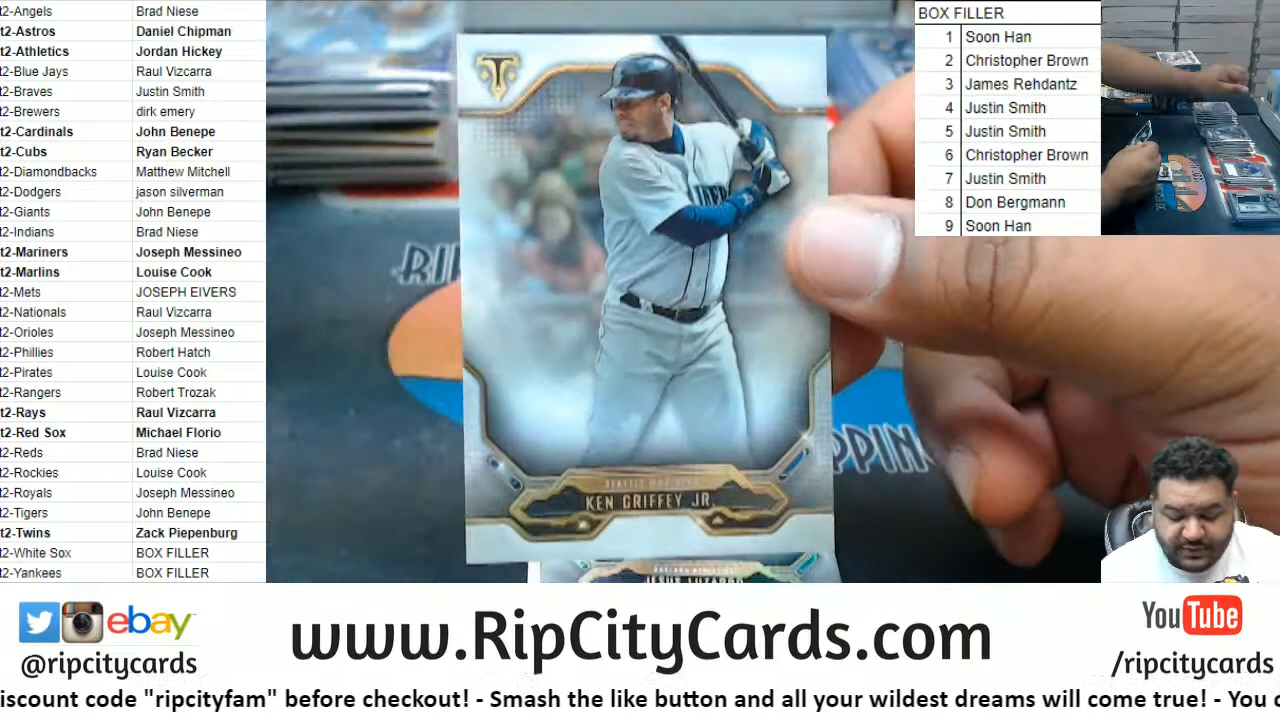 t2-Angels Brad Niese
t2-Astros Daniel Chipman
t2-Athletics Jordan Hickey
t2-Blue Jays Raul Vizcarra
t2-Braves Justin Smith
t2-Brewers dirk emery
t2-Cardinals John Benepe
t2-Cubs Ryan Becker
t2-Diamondbacks Matthew Mitchell
t2-Dodgers jason silverman
t2-Giants John Benepe
t2-Indians Brad Niese
t2-Mariners Joseph Messineo
t2-Marlins Louise Cook
t2-Mets JOSEPH EIVERS
t2-Nationals Raul Vizcarra
t2-Orioles Joseph Messineo
t2-Phillies Robert Hatch
t2-Pirates Louise Cook
t2-Rangers Robert Trozak
t2-Rays Raul Vizcarra
t2-Red Sox Michael Florio
t2-Reds Brad Niese
t2-Rockies Louise Cook
t2-Royals Joseph Messineo
t2-Tigers John Benepe
t2-Twins Zack Piepenburg
t2-White Sox BOX FILLER
t2-Yankees BOX FILLER
T
RI
PPIN
SEATTLE MARINERS
KEN GRIFFEY JR.
JESUS LUZARDO
BOX FILLER
1 Soon Han
2 Christopher Brown
3 James Rehdantz
4 Justin Smith
5 Justin Smith
6 Christopher Brown
7 Justin Smith
8 Don Bergmann
9 Soon Han
ebay
@ripcitycards
www.RipCityCards.com
YouTube
/ripcitycards
iscount code "ripcityfam" before checkout! - Smash the like button and all your wildest dreams will come true! - You c